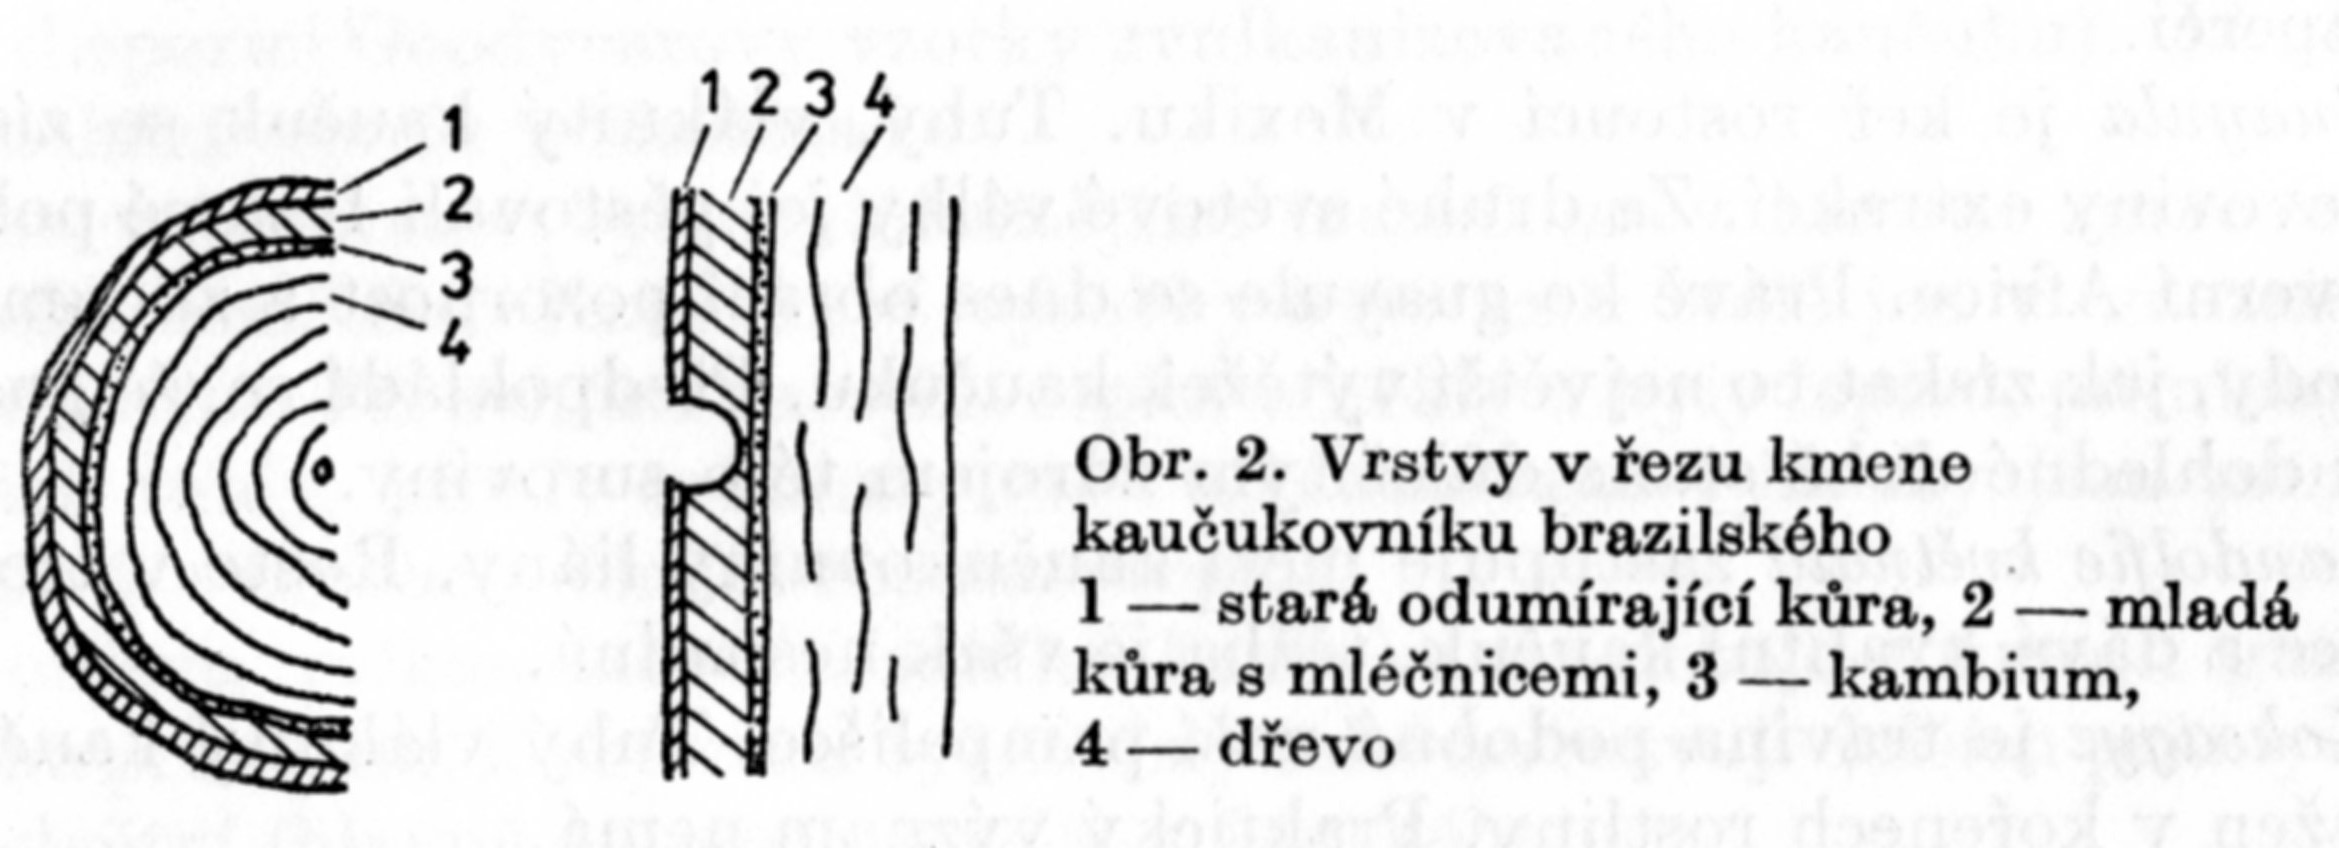 1
2
3
4
1 2 3 4
Obr. 2. Vrstvy v řezu kmene
kaučukovníku brazilského
1 — stará odumírající kůra, 2 — mladá
kůra s mléčnicemi, 3 — kambium,
4 — dřevo